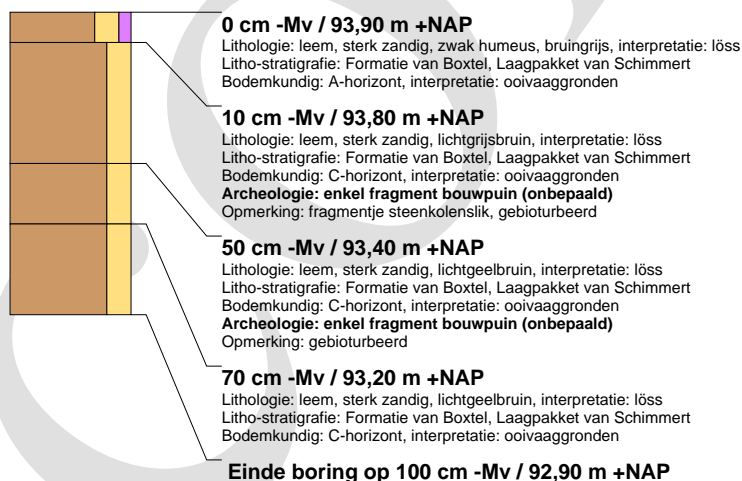 0 cm -Mv / 93,90 m +NAP
Lithologie: leem, sterk zandig, zwak humeus, bruingrijs, interpretatie: löss
Litho-stratigrafie: Formatie van Boxtel, Laagpakket van Schimmert
Bodemkundig: A-horizont, interpretatie: ooivaaggronden
10 cm -Mv / 93,80 m +NAP
Lithologie: leem, sterk zandig, lichtgrijsbruin, interpretatie: löss
Litho-stratigrafie: Formatie van Boxtel, Laagpakket van Schimmert
Bodemkundig: C-horizont, interpretatie: ooivaaggronden
Archeologie: enkel fragment bouwpuin (onbepaald)
Opmerking: fragmentje steenkolenslik, gebioturbeerd
50 cm -Mv / 93,40 m +NAP
Lithologie: leem, sterk zandig, lichtgeelbruin, interpretatie: löss
Litho-stratigrafie: Formatie van Boxtel, Laagpakket van Schimmert
Bodemkundig: C-horizont, interpretatie: ooivaaggronden
Archeologie: enkel fragment bouwpuin (onbepaald)
Opmerking: gebioturbeerd
70 cm -Mv / 93,20 m +NAP
Lithologie: leem, sterk zandig, lichtgeelbruin, interpretatie: löss
Litho-stratigrafie: Formatie van Boxtel, Laagpakket van Schimmert
Bodemkundig: C-horizont, interpretatie: ooivaaggronden
Einde boring op 100 cm -Mv / 92,90 m +NAP